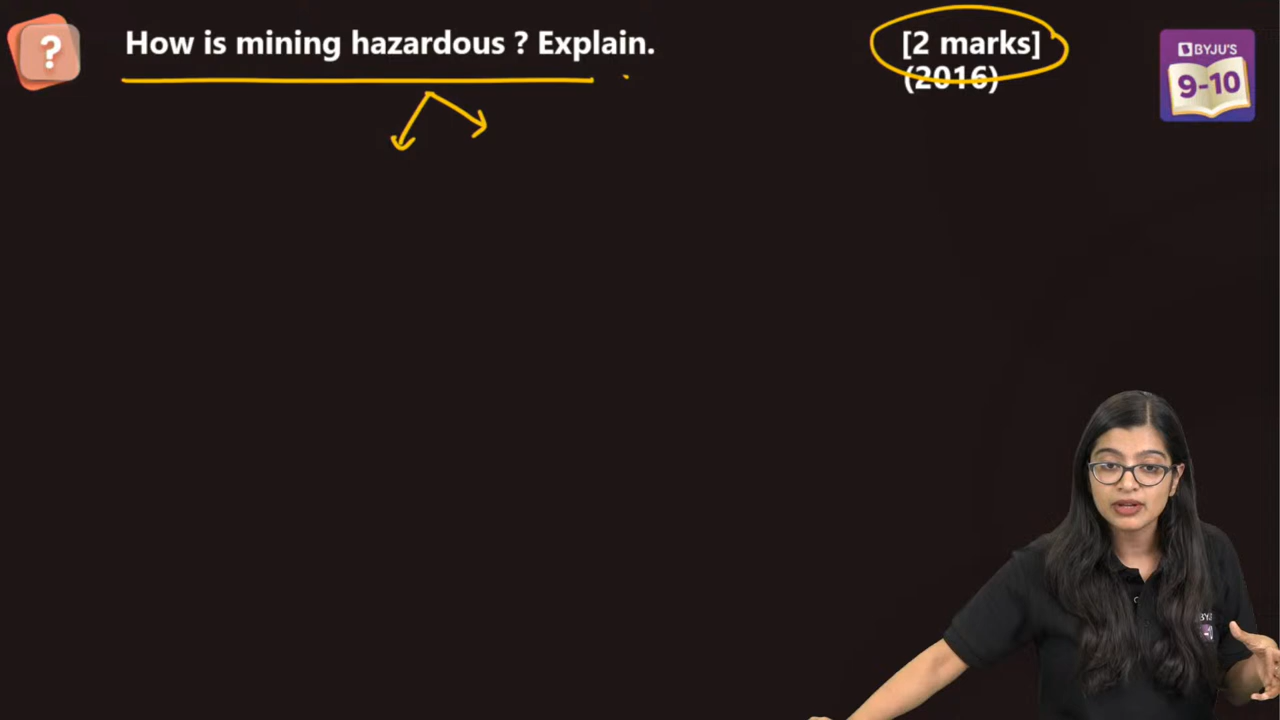 ?
How is mining hazardous ? Explain.
[2 marks]
(2016)
BYJU'S
9-10